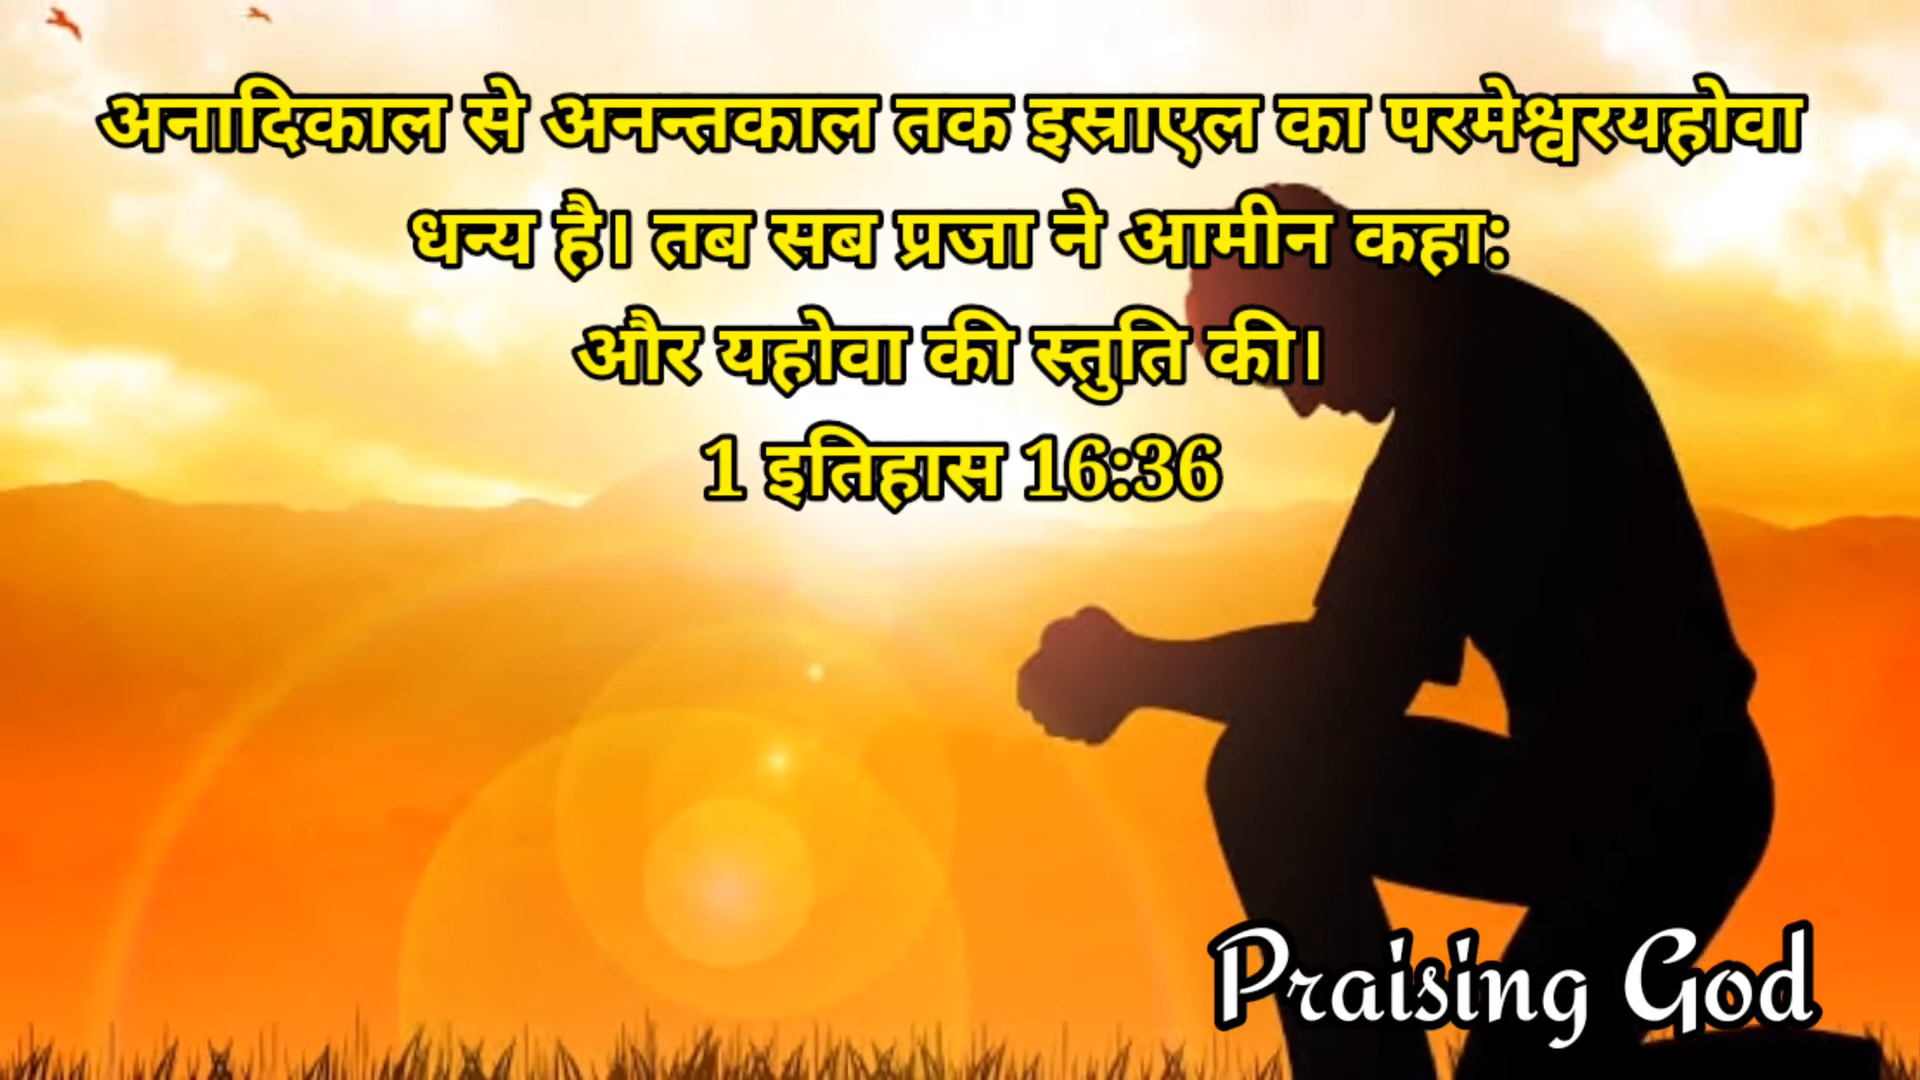 अनादिकाल से अनन्तकाल तक इस्राएल का परमेश्वरयहोवा
धन्य है। तब सब प्रजा ने आमीन कहा:
और यहोवा की स्तुति की।
1 इतिहास 16:36
Praising God